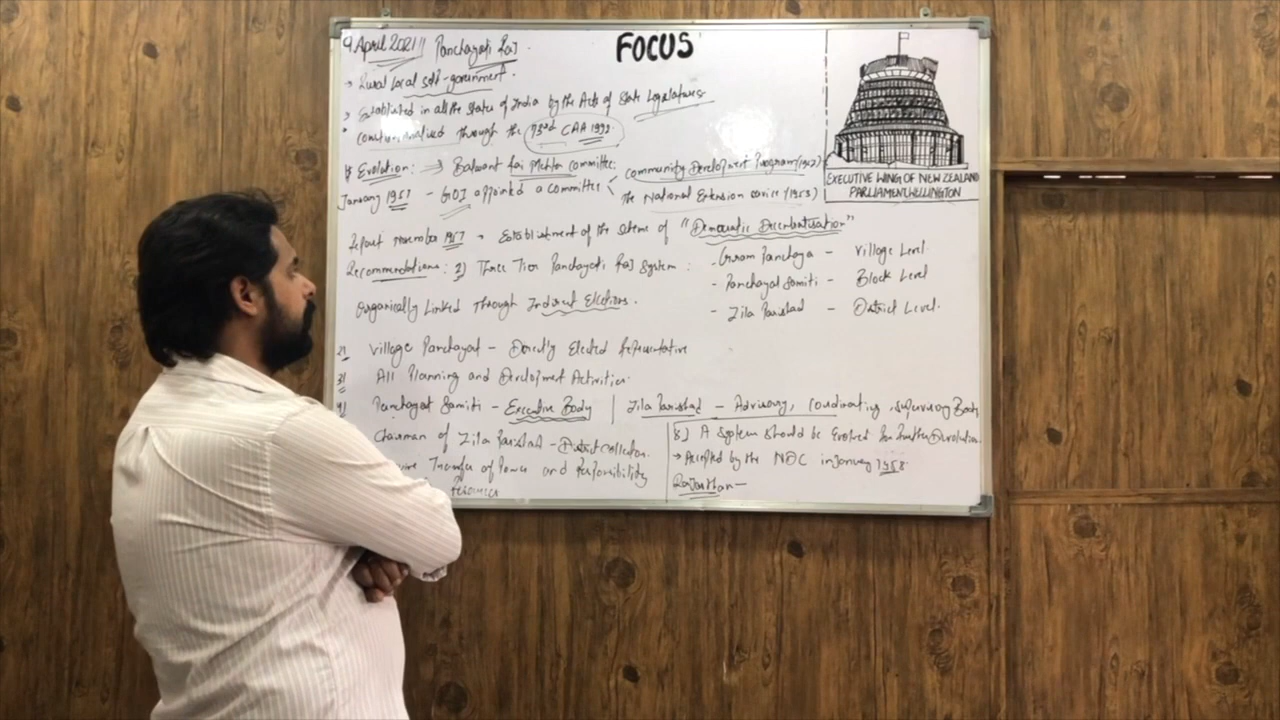 9 April 2021 || Panchayati Raj
FOCUS
→ Rural local self-government.
→ Established in all the states of India by the Acts of State Legislatures
• through the 73rd CAA 1992.
Evolution: → Balwant Rai Mehta Committee:
Community Development Program (1952)
January 1957 - GOI appointed a committee
The National Extension service (1953)
EXECUTIVE WING OF NEW ZEALAND
PARLIAMENT, WELLINGTON
Report November 1957 - Establishment of the scheme of "Democratic Decentralisation"
Recommendations: 1) Three Tier Panchayati Raj System:
- Gram Panchaya - Village Level.
- Panchayat Samiti - Block Level
Organically Linked Through Indirect Elections.
- Zila Parishad - District Level.
2) Village Panchayat - Directly Elected Representative
3) All Planning and Development Activities.
4) Panchayat Samiti - Executive Body | Zila Parishad - Advisory, Coordinating, Supervisory Body
Chairman of Zila Parishad - District collector.
8) A system should be Evolved for further Devolution
Transfer of Power and Responsibility
→ Accepted by the NDC in January 1958.
Resources
Rajasthan -